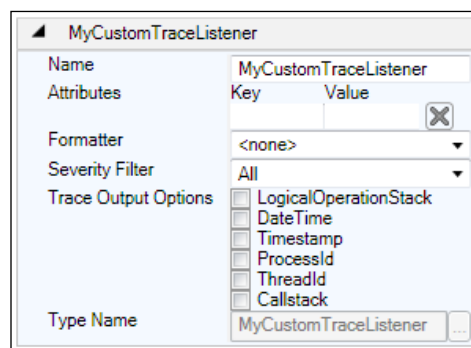 MyCustomTraceListener
Name MyCustomTraceListener
Attributes Key Value
Formatter <none>
Severity Filter All
Trace Output Options LogicalOperationStack
DateTime
Timestamp
ProcessId
ThreadId
Callstack
Type Name MyCustomTraceListener ...